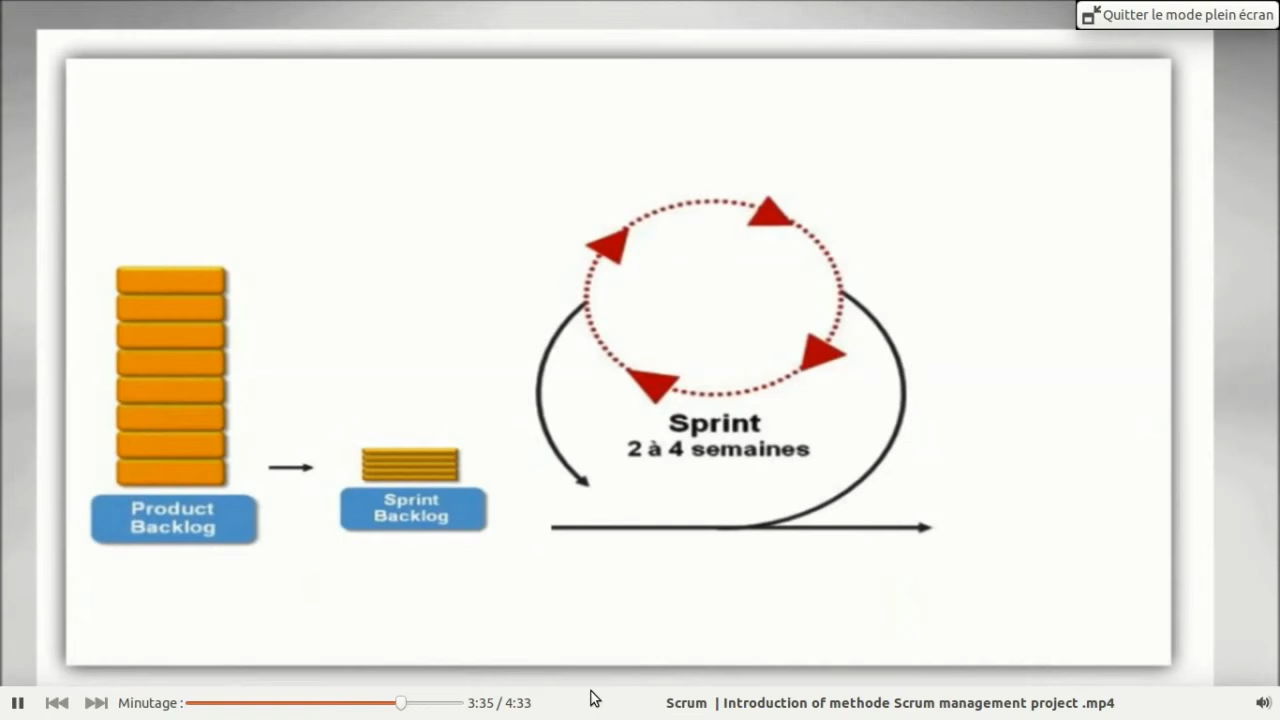 Quitter le mode plein écran
Product
Backlog
Sprint
Backlog
Sprint
2 à 4 semaines
Minutage :
3:35 / 4:33
Scrum | Introduction of methode Scrum management project .mp4